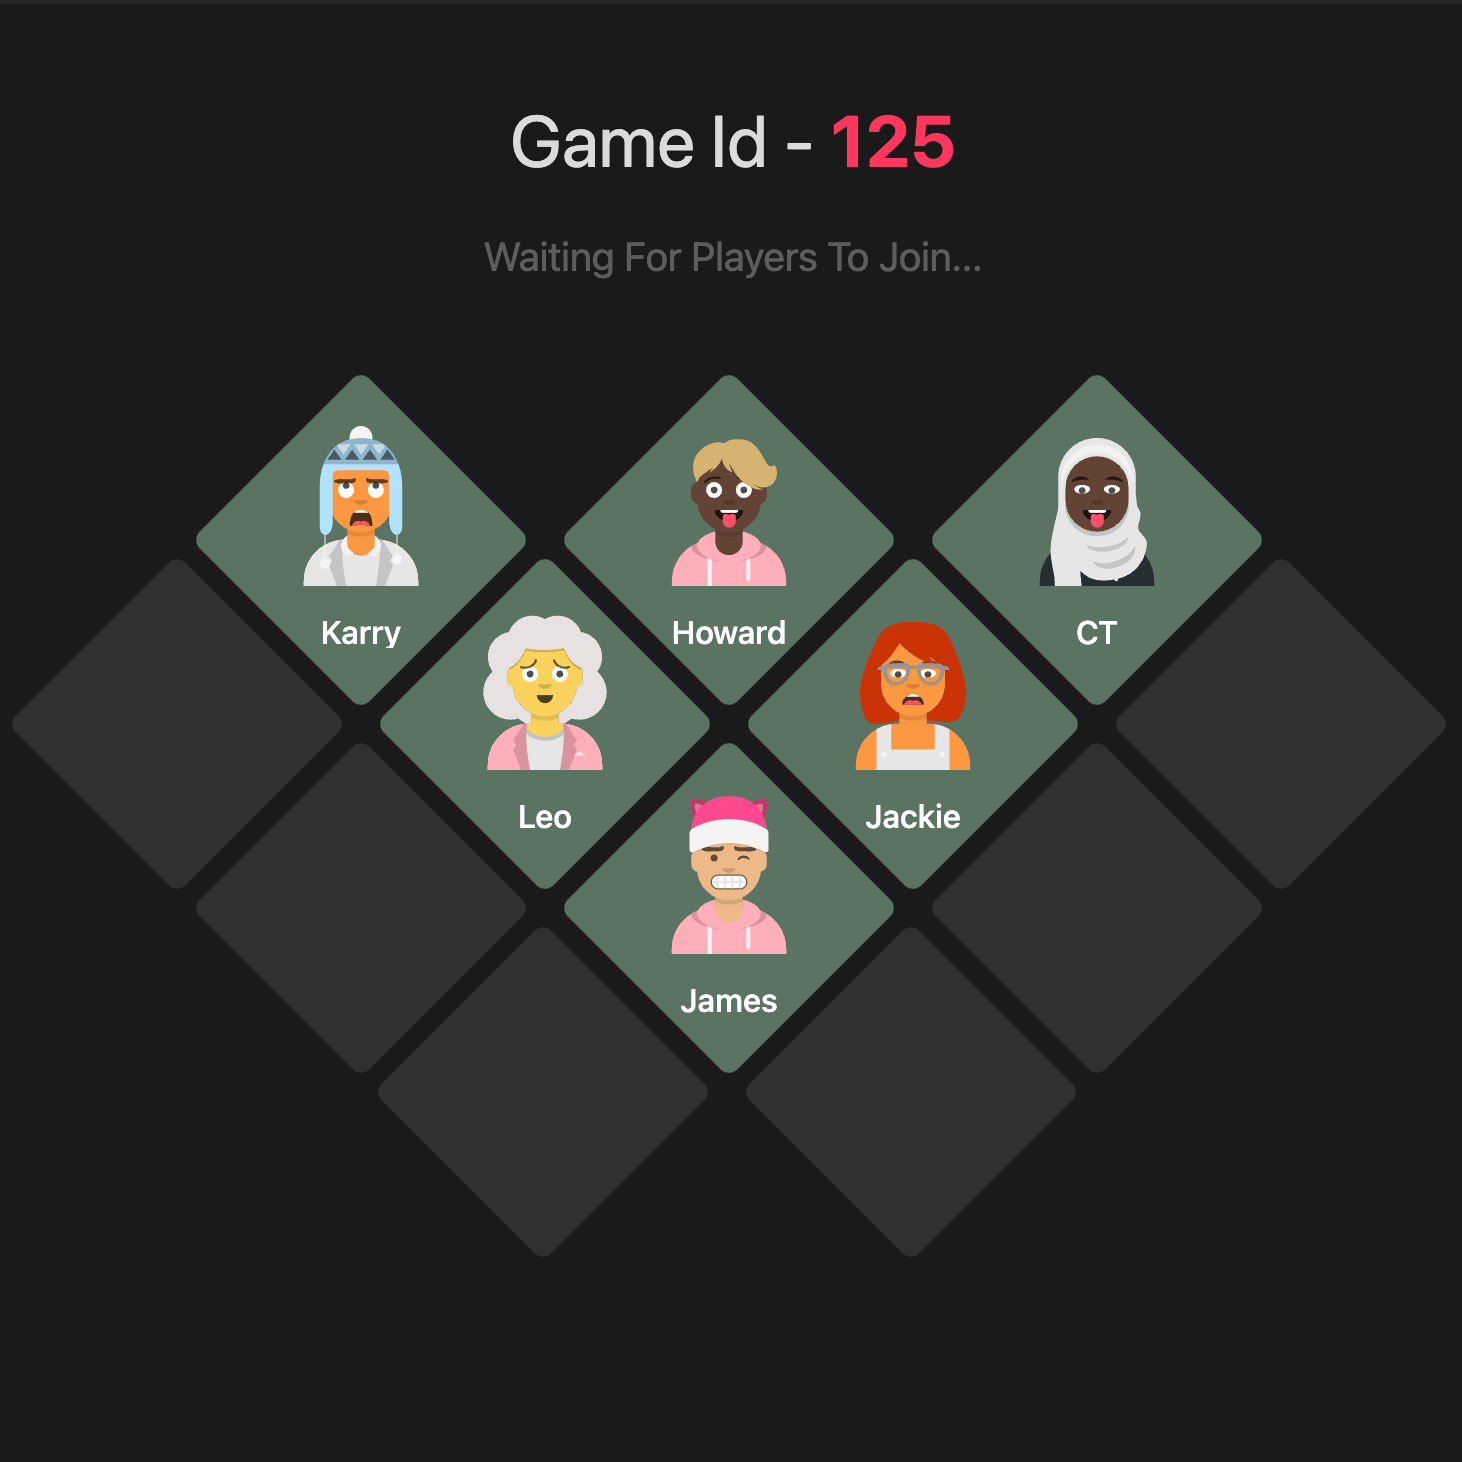 Game Id - 125
Waiting For Players To Join...
Karry
Howard
CT
Leo
Jackie
James